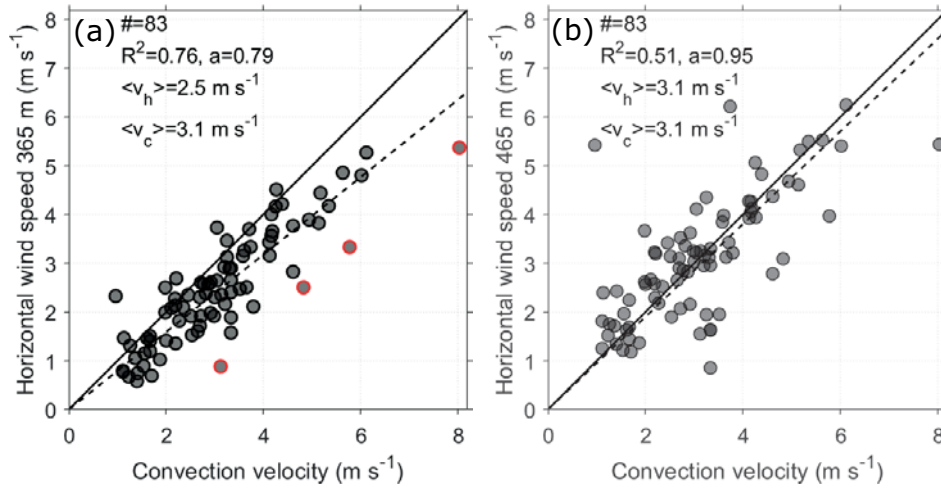 (a)
#=83
R²=0.76, a=0.79
<v_h>=2.5 m s⁻¹
<v_c>=3.1 m s⁻¹
Horizontal wind speed 365 m (m s⁻¹)
8
7
6
5
4
3
2
1
0
0 2 4 6 8
Convection velocity (m s⁻¹)
(b)
#=83
R²=0.51, a=0.95
<v_h>=3.1 m s⁻¹
<v_c>=3.1 m s⁻¹
Horizontal wind speed 465 m (m s⁻¹)
8
7
6
5
4
3
2
1
0
0 2 4 6 8
Convection velocity (m s⁻¹)